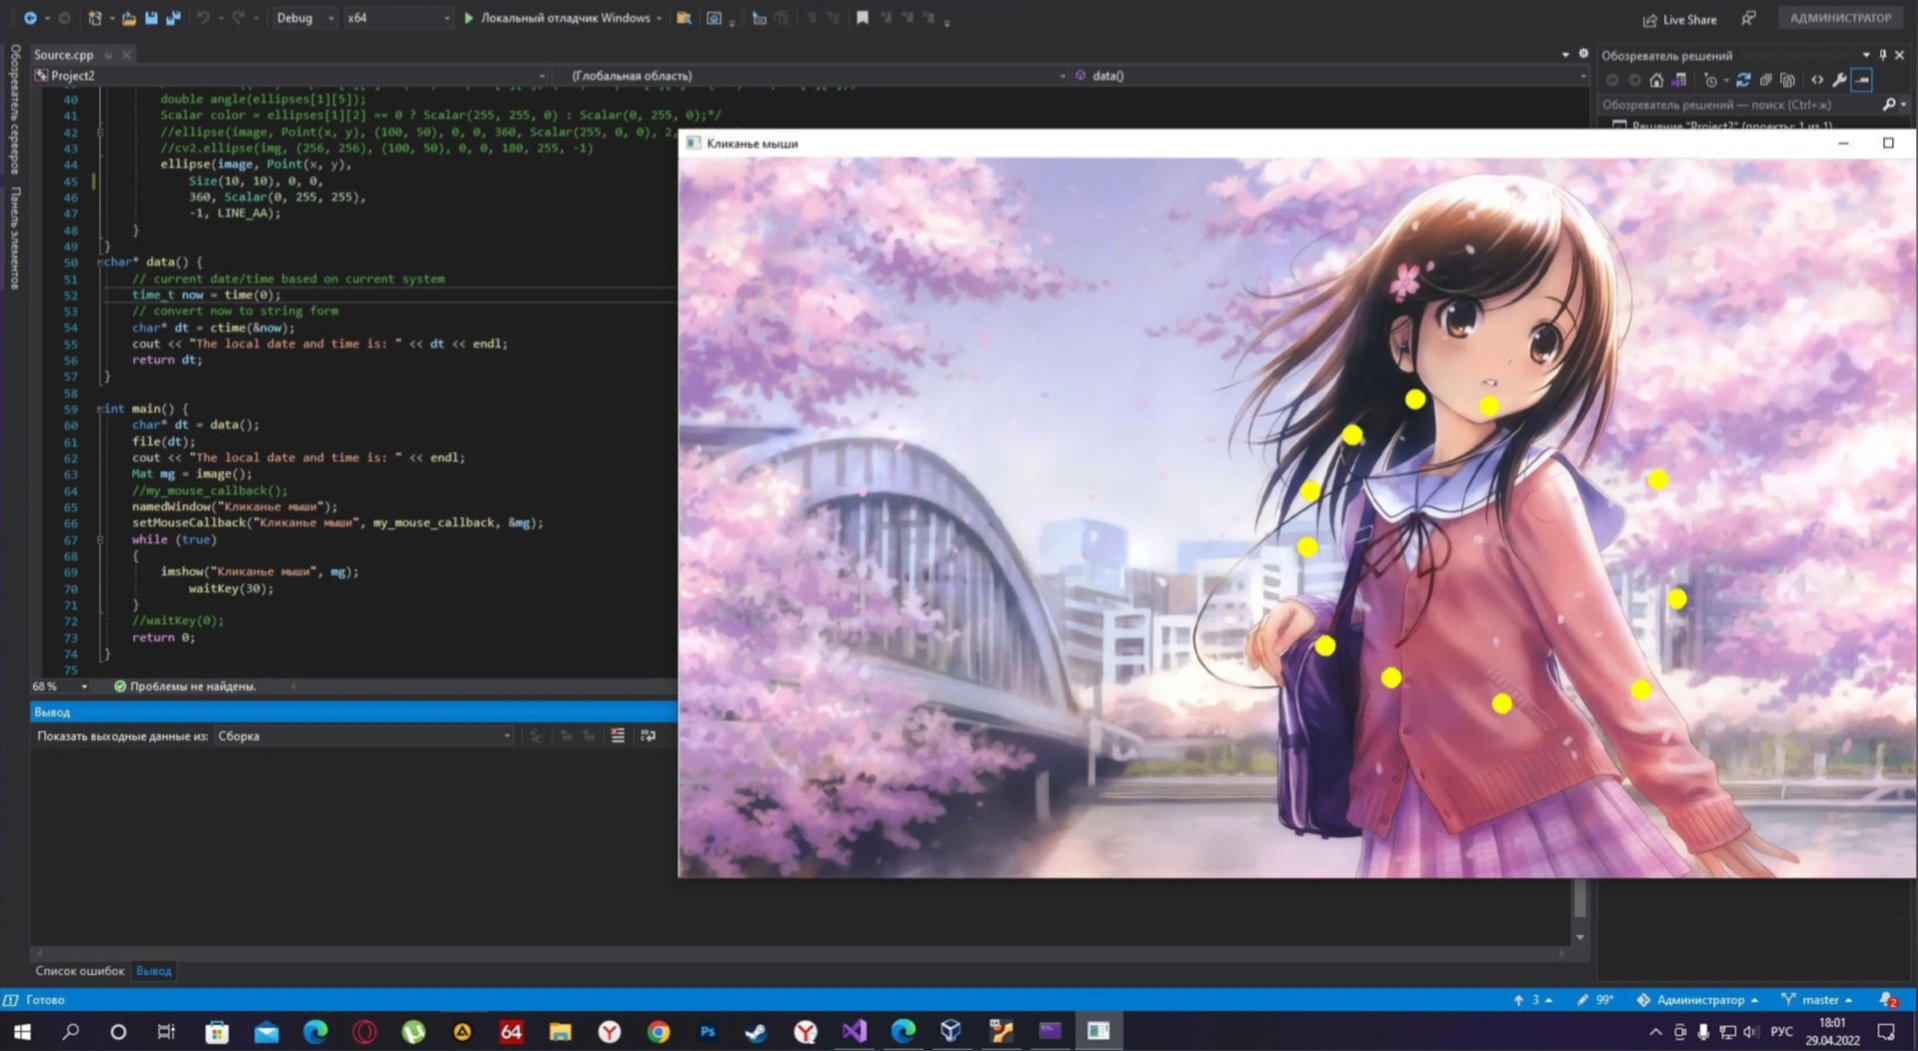 Debug
x64
Локальный отладчик Windows
Live Share
АДМИНИСТРАТОР
Обозреватель серверов
Панель элементов
Source.cpp
Project2
(Глобальная область)
data()
Обозреватель решений
Обозреватель решений — поиск (Ctrl+ж)
Решение "Project2" (проекты: 1 из 1)
40 double angle(ellipses[1][5]);
41 Scalar color = ellipses[1][2] == 0 ? Scalar(255, 255, 0) : Scalar(0, 255, 0);*/
42 //ellipse(image, Point(x, y), (100, 50), 0, 0, 360, Scalar(255, 0, 0), 2,
43 //cv2.ellipse(img, (256, 256), (100, 50), 0, 0, 180, 255, -1)
44 ellipse(image, Point(x, y),
45 Size(10, 10), 0, 0,
46 360, Scalar(0, 255, 255),
47 -1, LINE_AA);
48 }
49 }
50 char* data() {
51 // current date/time based on current system
52 time_t now = time(0);
53 // convert now to string form
54 char* dt = ctime(&now);
55 cout << "The local date and time is: " << dt << endl;
56 return dt;
57 }
58
59 int main() {
60 char* dt = data();
61 file(dt);
62 cout << "The local date and time is: " << endl;
63 Mat mg = image();
64 //my_mouse_callback();
65 namedWindow("Кликанье мыши");
66 setMouseCallback("Кликанье мыши", my_mouse_callback, &mg);
67 while (true)
68 {
69 imshow("Кликанье мыши", mg);
70 waitKey(30);
71 }
72 //waitKey(0);
73 return 0;
74 }
75
Кликанье мыши
68 %
Проблемы не найдены.
Вывод
Показать выходные данные из:
Сборка
Список ошибок
Вывод
Готово
3
99⁺
Администратор
master
2
64
Ps
РУС
18:01
29.04.2022